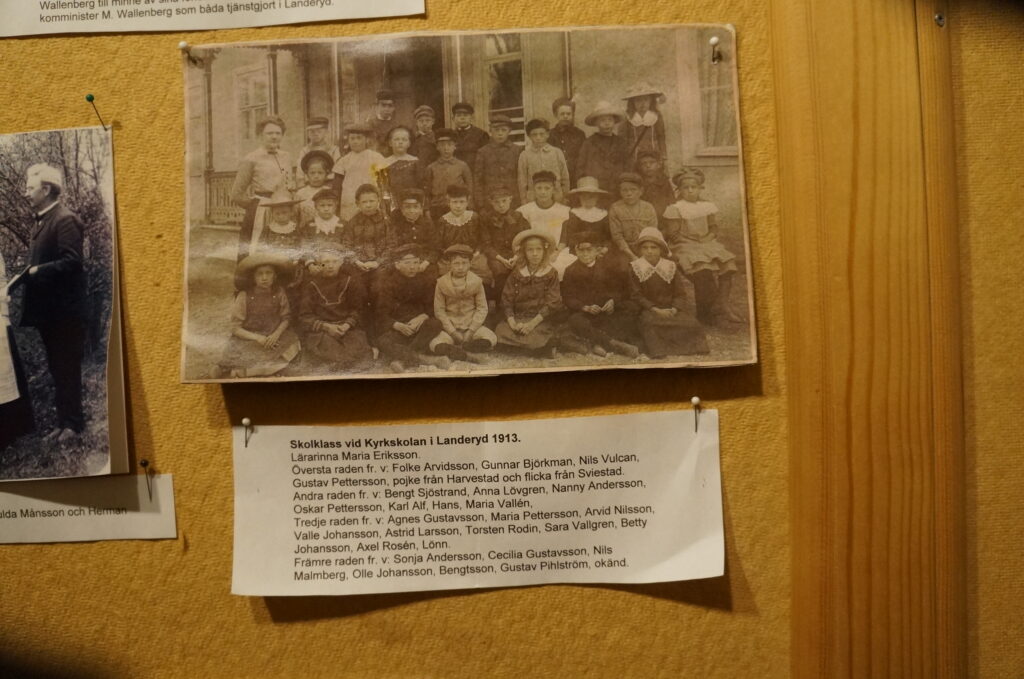 Wallenberg till minne av sina
komminister M. Wallenberg som båda tjänstgjort i Landeryd.
Skolklass vid Kyrkskolan i Landeryd 1913.
Lärarinna Maria Eriksson.
Översta raden fr. v: Folke Arvidsson, Gunnar Björkman, Nils Vulcan,
Gustav Pettersson, pojke från Harvestad och flicka från Sviestad.
Andra raden fr. v: Bengt Sjöstrand, Anna Lövgren, Nanny Andersson,
Oskar Pettersson, Karl Alf, Hans, Maria Vallén,
Tredje raden fr. v: Agnes Gustavsson, Maria Pettersson, Arvid Nilsson,
Valle Johansson, Astrid Larsson, Torsten Rodin, Sara Vallgren, Betty
Johansson, Axel Rosén, Lönn.
Främre raden fr. v: Sonja Andersson, Cecilia Gustavsson, Nils
Malmberg, Olle Johansson, Bengtsson, Gustav Pihlström, okänd.
ulda Månsson och Herman